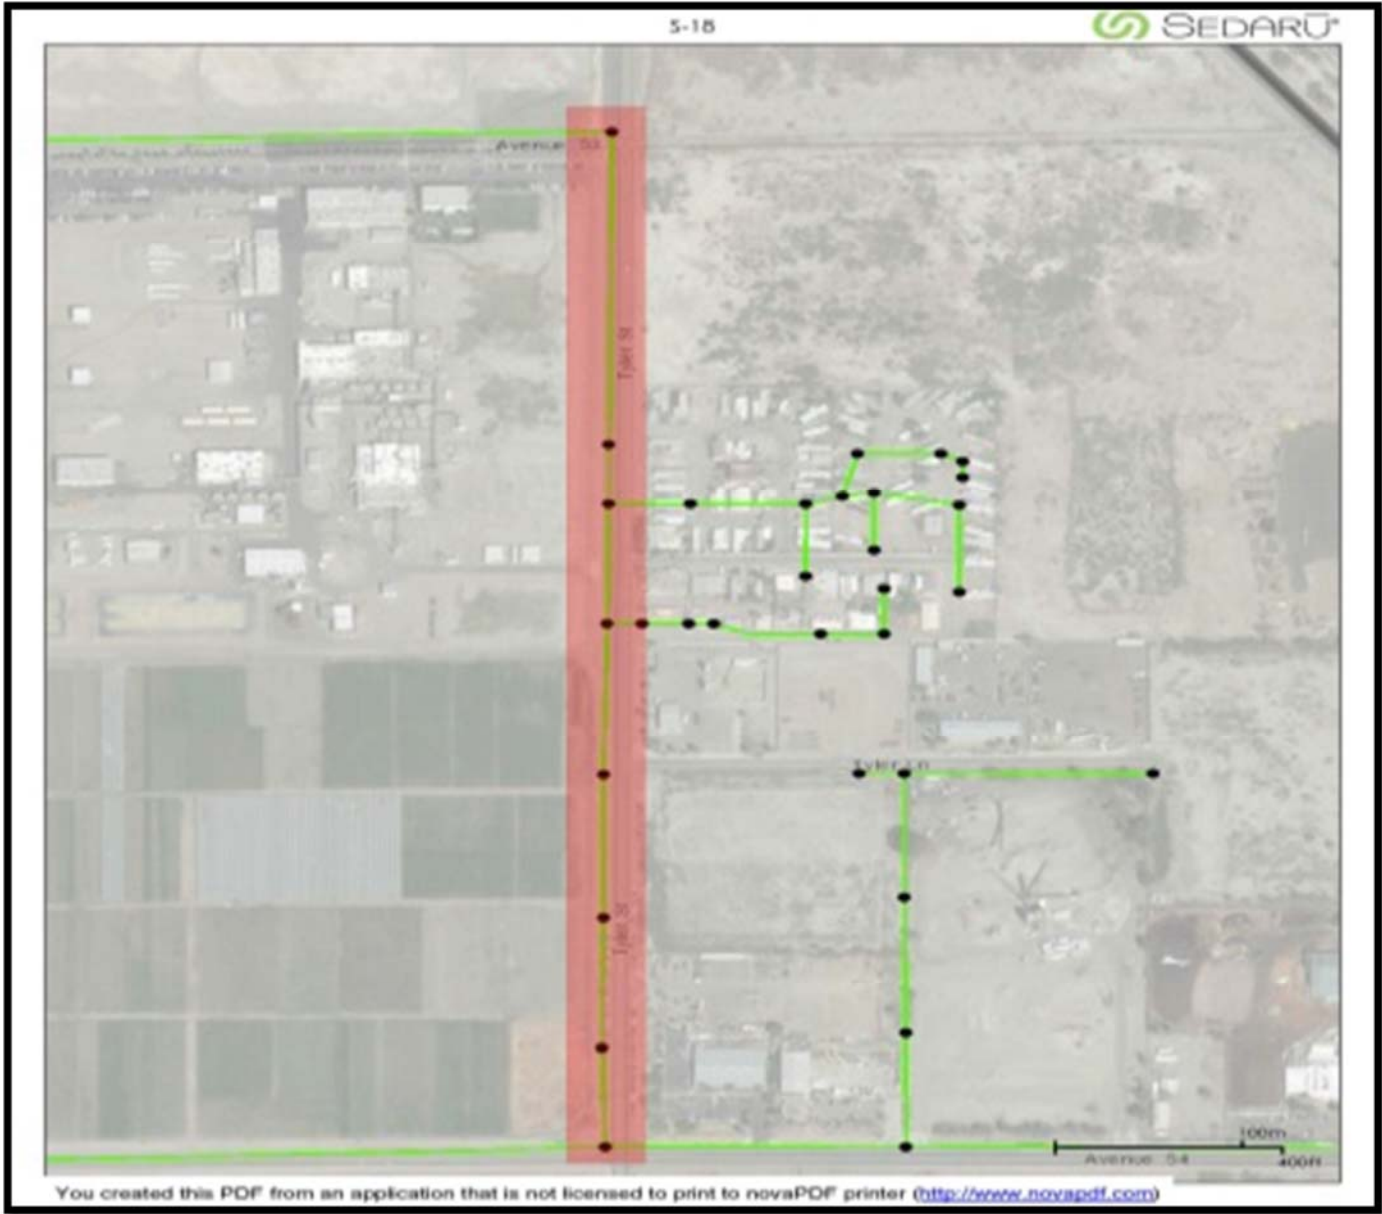 S-18
SEDARU
Avenue 53
Tyler St
Tyler Ln
Tyler St
100m
Avenue 54
400ft
You created this PDF from an application that is not licensed to print to novaPDF printer (http://www.novapdf.com)